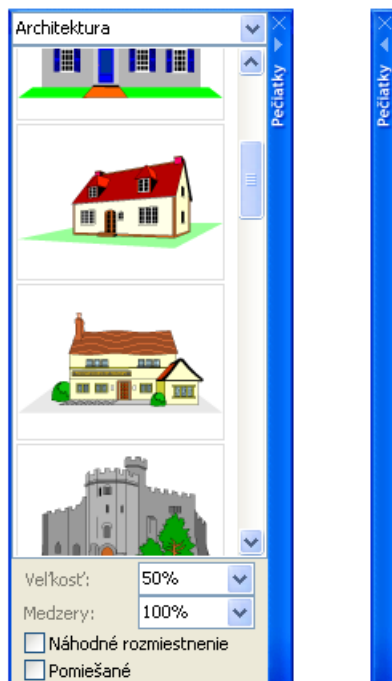 Architektura
Pečiatky
Veľkosť:
50%
Medzery:
100%
Náhodné rozmiestnenie
Pomiešané
Pečiatky